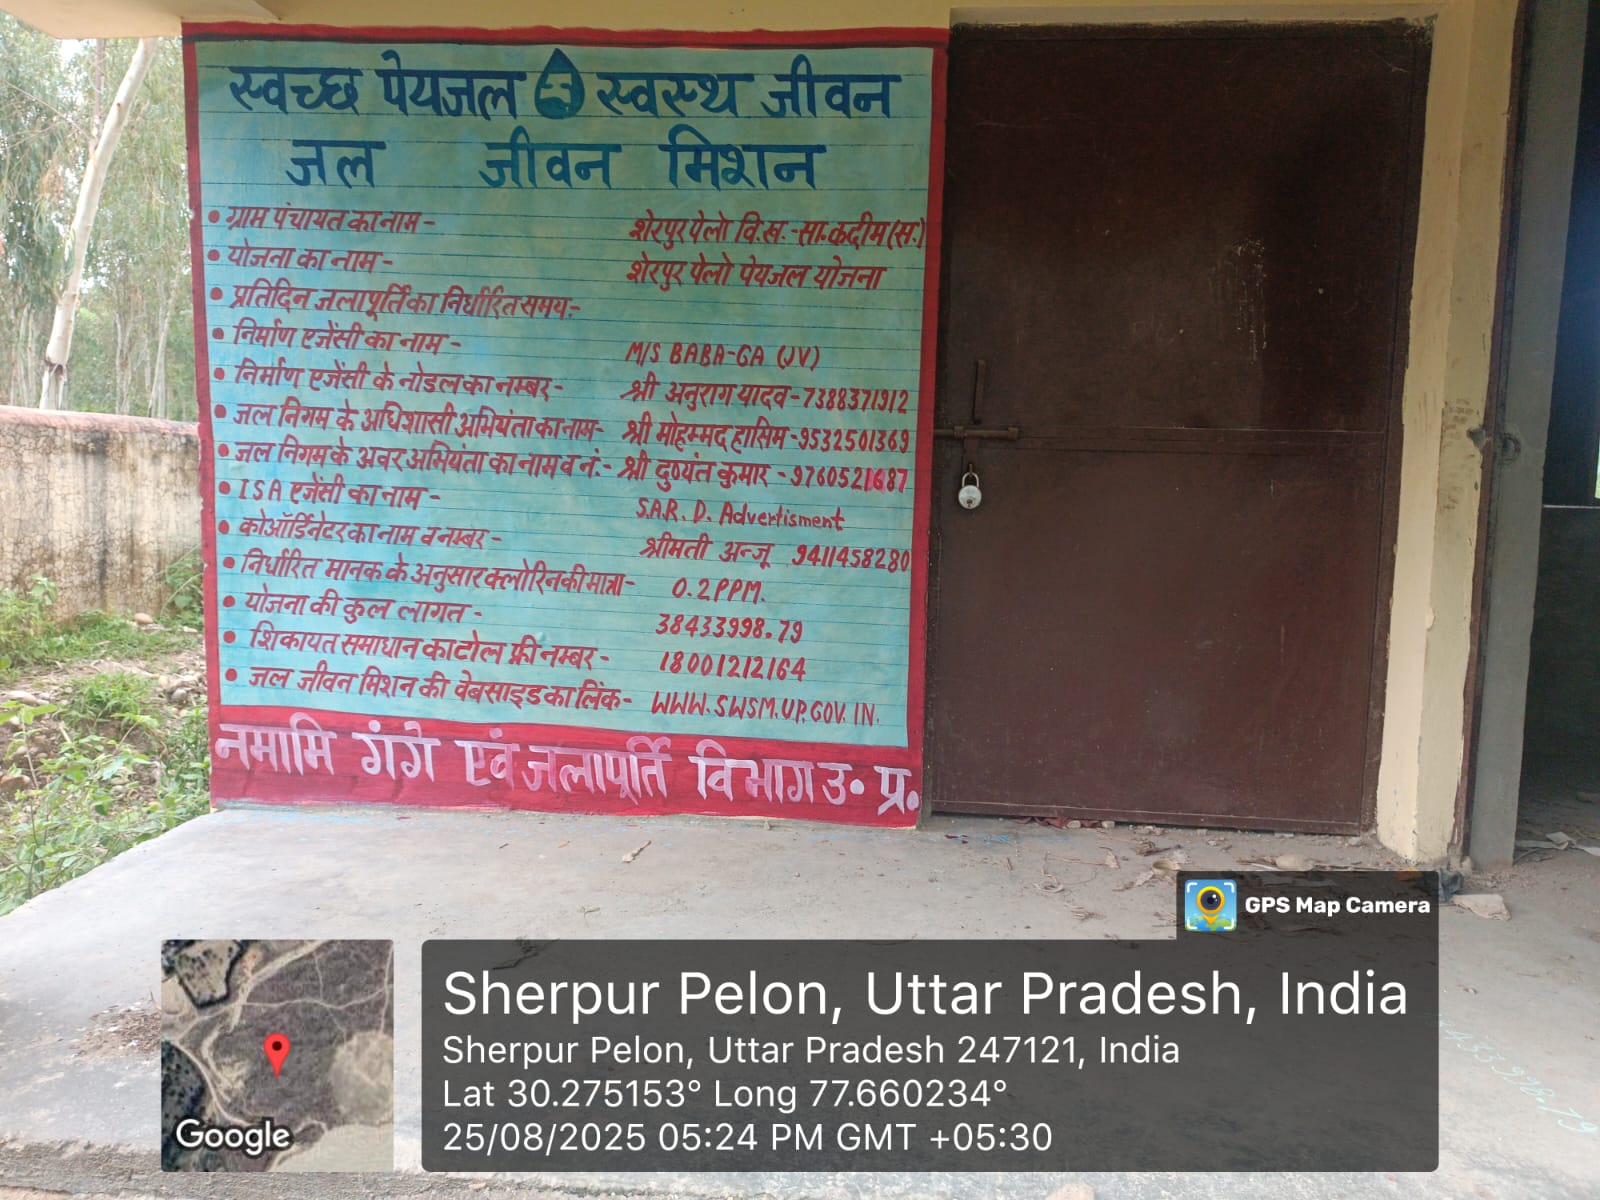 स्वच्छ पेयजल स्वस्थ जीवन
जल जीवन मिशन
• ग्राम पंचायत का नाम - शेरपुर पेलो वि.ख. - सा. कदीम (स.)
• योजना का नाम - शेरपुर पेलो पेयजल योजना
• प्रतिदिन जलापूर्ति का निर्धारित समय:-
• निर्माण एजेंसी का नाम - M/S BABA-GA (JV)
• निर्माण एजेंसी के नोडल का नम्बर - श्री अनुराग यादव - 7388371912
• जल निगम के अधिशासी अभियंता का नाम - श्री मोहम्मद हासिम - 9532501369
• जल निगम के अवर अभियंता का नाम व नं:- श्री दुष्यंत कुमार - 9760521687
• ISA एजेंसी का नाम - S.A.R. D. Advertisment
• कोऑर्डिनेटर का नाम व नम्बर - श्रीमती अन्जू 9411458280
• निर्धारित मानक के अनुसार क्लोरिन की मात्रा - 0.2 PPM.
• योजना की कुल लागत - 38433998.79
• शिकायत समाधान का टोल फ्री नम्बर - 18001212164
• जल जीवन मिशन की वेबसाइड का लिंक - WWW.SWSM.UP.GOV.IN.
नमामि गंगे एवं जलापूर्ति विभाग उ. प्र.
GPS Map Camera
Sherpur Pelon, Uttar Pradesh, India
Sherpur Pelon, Uttar Pradesh 247121, India
Lat 30.275153° Long 77.660234°
25/08/2025 05:24 PM GMT +05:30
Google